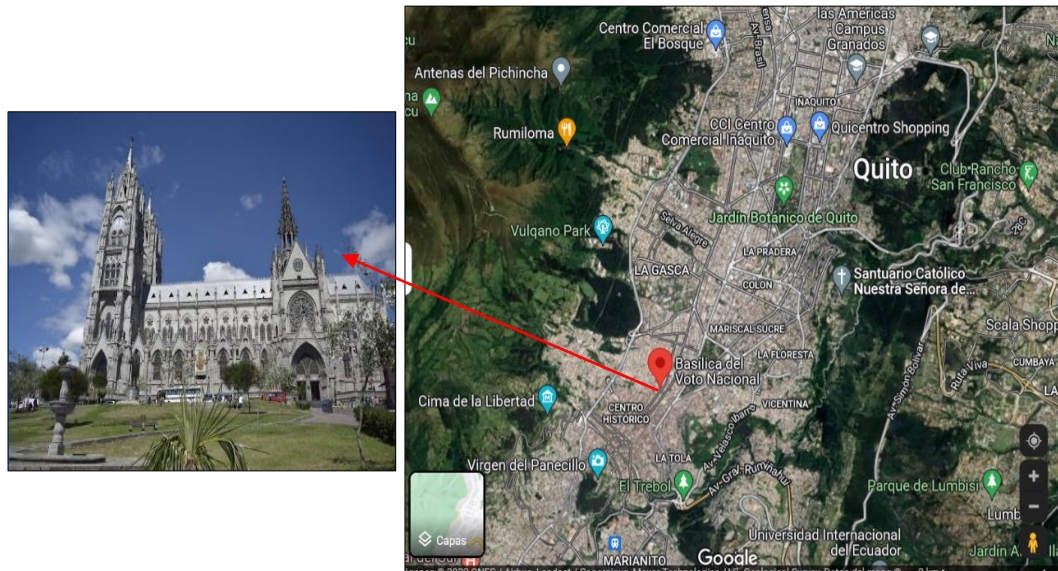 Centro Comercial
El Bosque
Av. Brasil
las Américas
Campus
Granados
Antenas del Pichincha
IÑAQUITO
Rumiloma
CCI Centro
Comercial Iñaquito
Quicentro Shopping
Quito
Club Rancho
San Francisco
Jardín Botánico de Quito
Vulqano Park
Selva Alegre
LA PRADERA
28C
LA GASCA
COLON
Santuario Católico
Nuestra Señora de...
MARISCAL SUCRE
Scala Shopp
LA FLORESTA
Basílica del
Voto Nacional
CUMBAYA
Ruta Viva
Av. Simón Bolívar
Cima de la Libertad
CENTRO
HISTÓRICO
VICENTINA
Virgen del Panecillo
LA TOLA
El Trebol
Parque de Lumbisí
Lumb
Capas
Universidad Internacional
del Ecuador
MARIANITO
Google
Jardín A